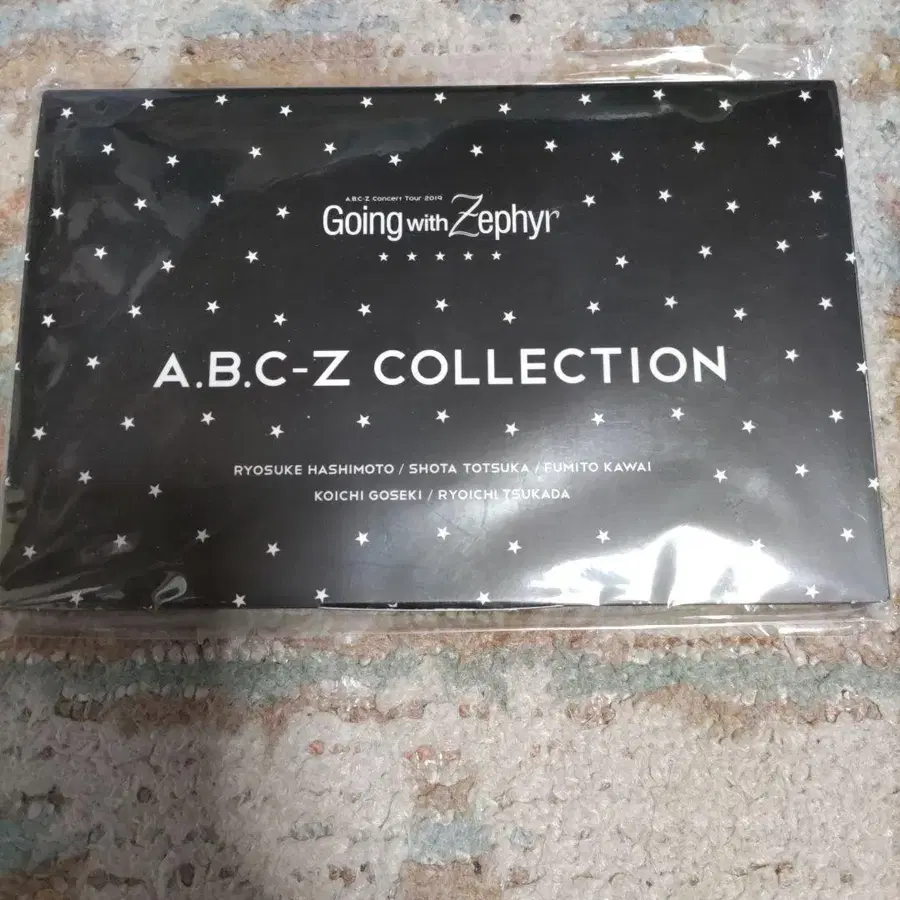 A.B.C-Z Concert Tour 2019
Going with Zephyr
A.B.C-Z COLLECTION
RYOSUKE HASHIMOTO / SHOTA TOTSUKA / FUMITO KAWAI
KOICHI GOSEKI / RYOICHI TSUKADA